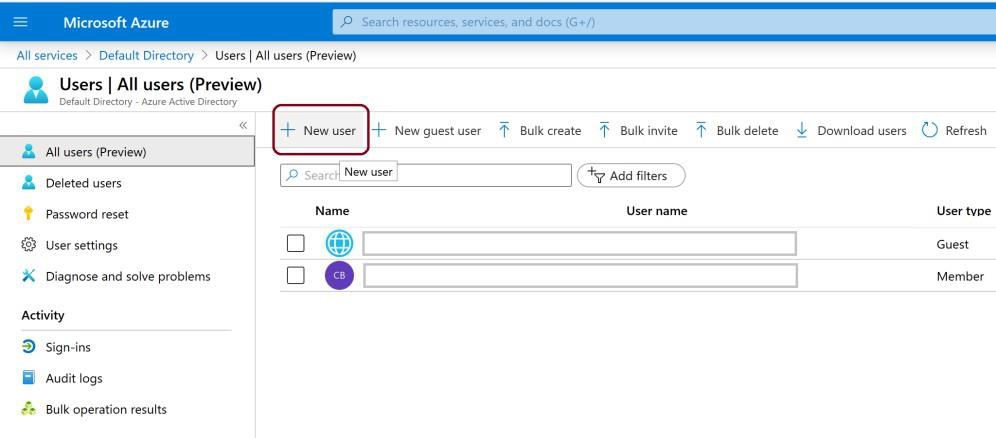 Microsoft Azure
Search resources, services, and docs (G+/)
All services > Default Directory > Users | All users (Preview)
Users | All users (Preview)
Default Directory - Azure Active Directory
«
+ New user + New guest user Bulk create Bulk invite Bulk delete Download users Refresh
All users (Preview)
Search
New user
Add filters
Deleted users
Password reset
Name User name User type
User settings
Guest
Diagnose and solve problems
CB Member
Activity
Sign-ins
Audit logs
Bulk operation results